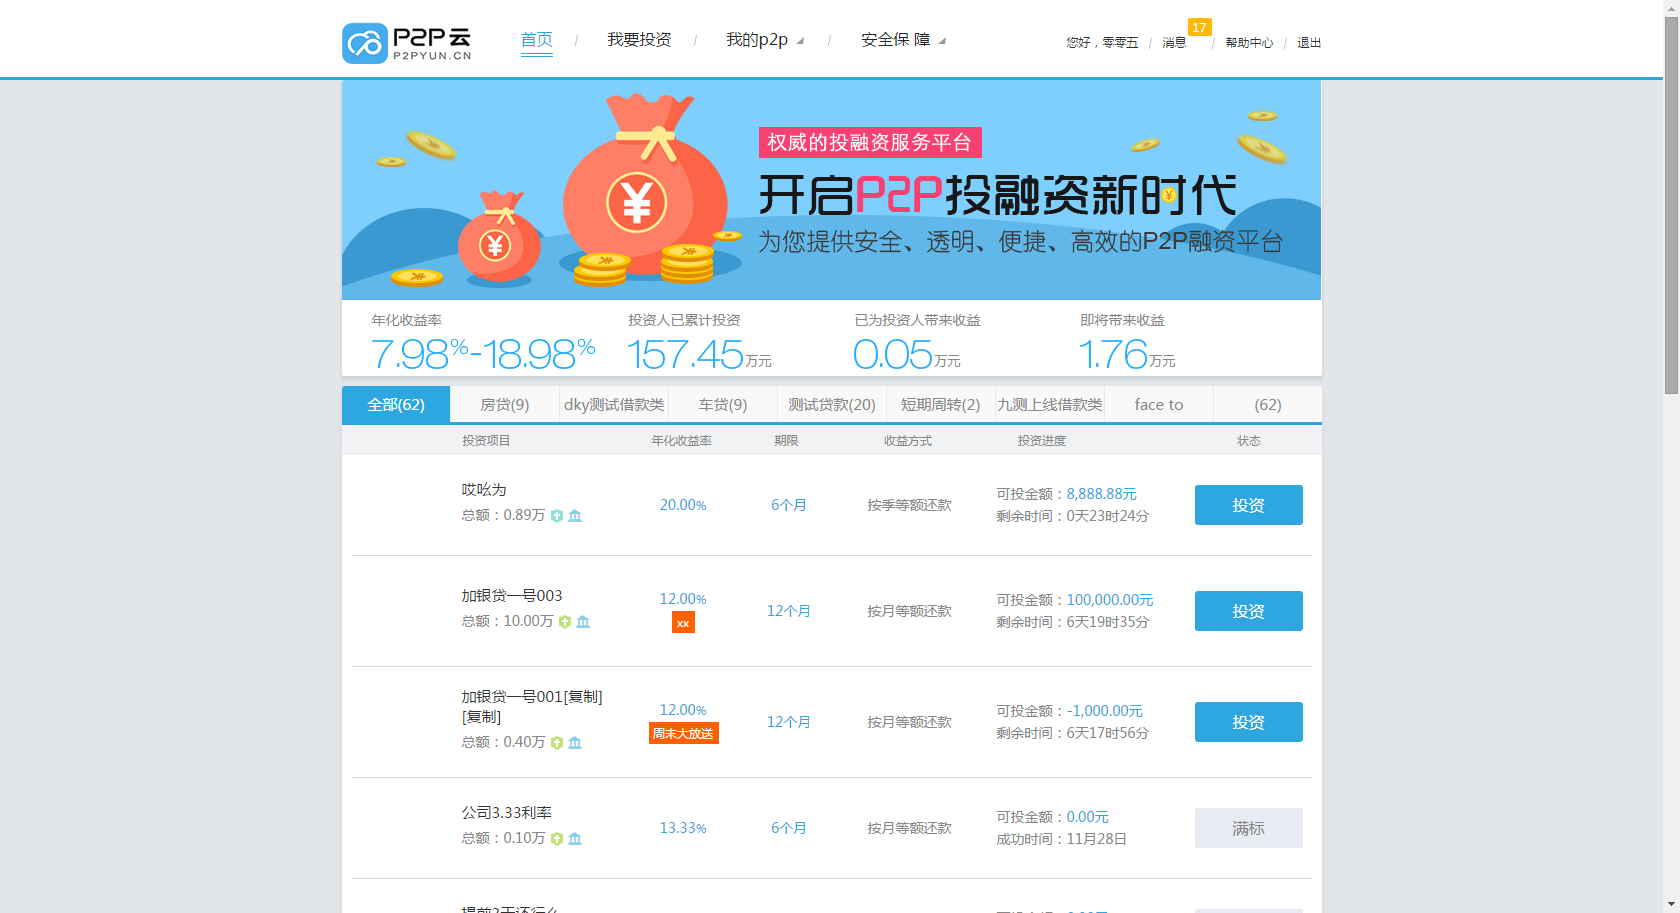 P2P云
P2PYUN.CN
首页 / 我要投资 / 我的p2p / 安全保 障
您好，零零五 / 消息 17 / 帮助中心 / 退出
权威的投融资服务平台
开启P2P投融资新时代
为您提供安全、透明、便捷、高效的P2P融资平台
年化收益率
7.98%-18.98%
投资人已累计投资
157.45万元
已为投资人带来收益
0.05万元
即将带来收益
1.76万元
全部(62) 房贷(9) dky测试借款类 车贷(9) 测试贷款(20) 短期周转(2) 九测上线借款类 face to (62)
投资项目 年化收益率 期限 收益方式 投资进度 状态
哎吆为
总额：0.89万
20.00%
6个月
按季等额还款
可投金额：8,888.88元
剩余时间：0天23时24分
投资
加银贷一号003
总额：10.00万
12.00%
xx
12个月
按月等额还款
可投金额：100,000.00元
剩余时间：6天19时35分
投资
加银贷一号001[复制]
[复制]
总额：0.40万
12.00%
周末大放送
12个月
按月等额还款
可投金额：-1,000.00元
剩余时间：6天17时56分
投资
公司3.33利率
总额：0.10万
13.33%
6个月
按月等额还款
可投金额：0.00元
成功时间：11月28日
满标